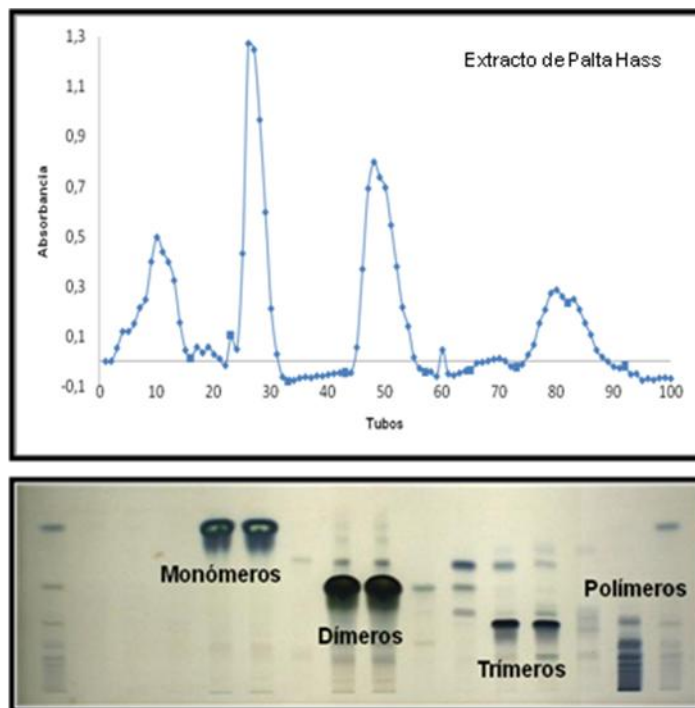 Extracto de Palta Hass
Absorbancia
1,3
1,1
0,9
0,7
0,5
0,3
0,1
-0,1
0 10 20 30 40 50 60 70 80 90 100
Tubos
Monómeros
Dímeros
Trímeros
Polímeros